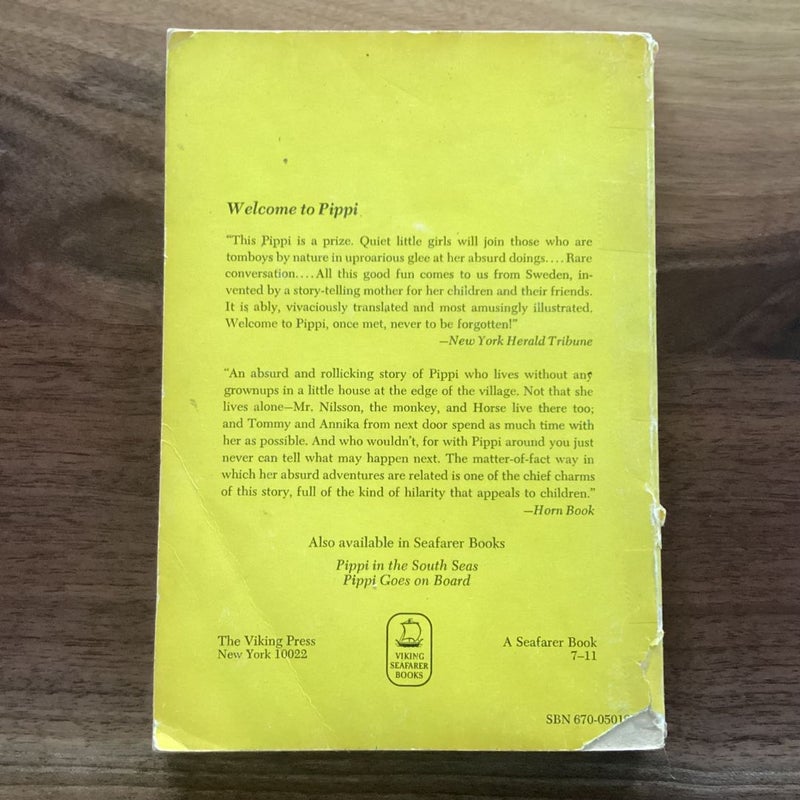 Welcome to Pippi
"This Pippi is a prize. Quiet little girls will join those who are
tomboys by nature in uproarious glee at her absurd doings.... Rare
conversation.... All this good fun comes to us from Sweden, in-
vented by a story-telling mother for her children and their friends.
It is ably, vivaciously translated and most amusingly illustrated.
Welcome to Pippi, once met, never to be forgotten!"
—New York Herald Tribune
"An absurd and rollicking story of Pippi who lives without any
grownups in a little house at the edge of the village. Not that she
lives alone—Mr. Nilsson, the monkey, and Horse live there too;
and Tommy and Annika from next door spend as much time with
her as possible. And who wouldn't, for with Pippi around you just
never can tell what may happen next. The matter-of-fact way in
which her absurd adventures are related is one of the chief charms
of this story, full of the kind of hilarity that appeals to children."
—Horn Book
Also available in Seafarer Books
Pippi in the South Seas
Pippi Goes on Board
The Viking Press
New York 10022
VIKING
SEAFARER
BOOKS
A Seafarer Book
7–11
SBN 670-0501